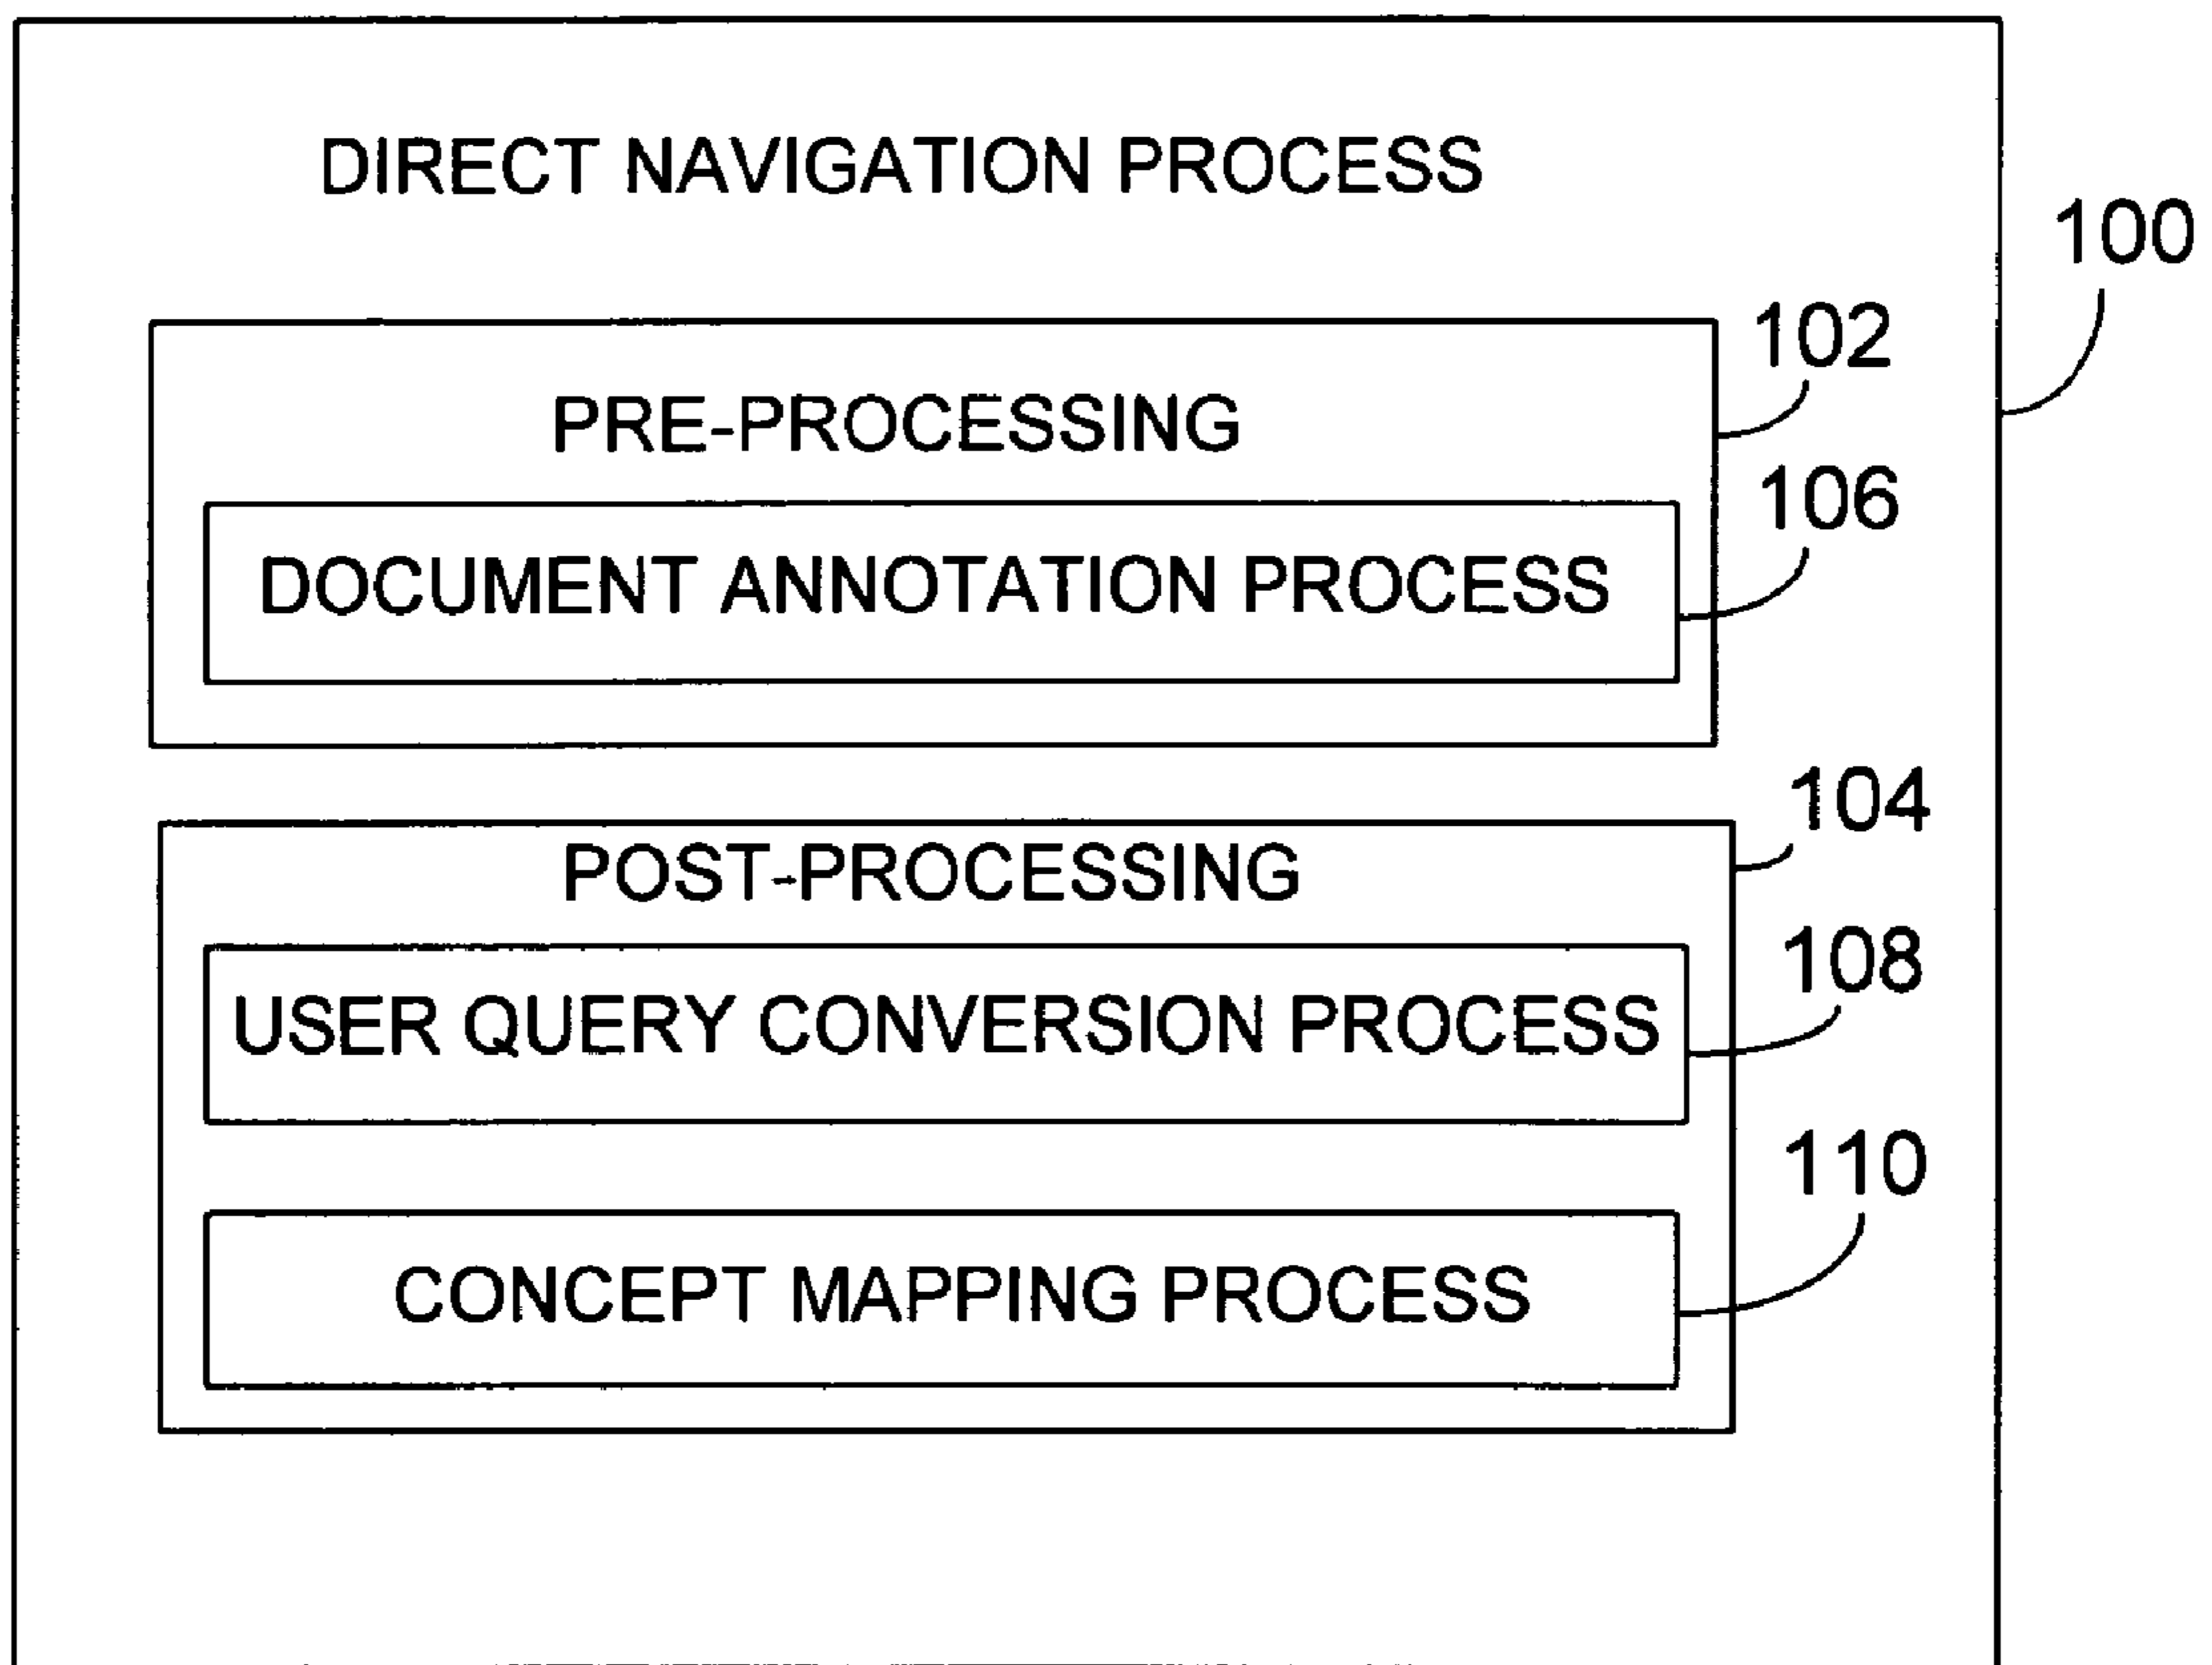 DIRECT NAVIGATION PROCESS
100
102
PRE-PROCESSING
106
DOCUMENT ANNOTATION PROCESS
104
POST-PROCESSING
108
USER QUERY CONVERSION PROCESS
110
CONCEPT MAPPING PROCESS